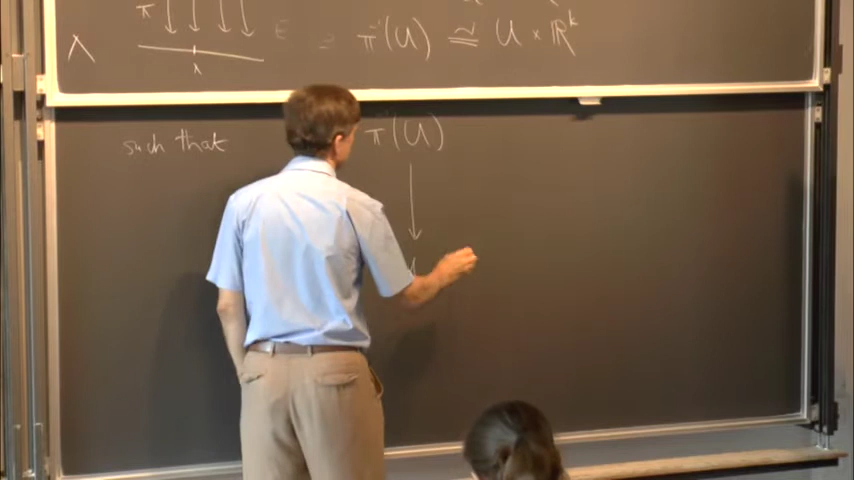 π
Λ
λ
E
π⁻¹(U) ≅ U × ℝᵏ
such that
π(U)